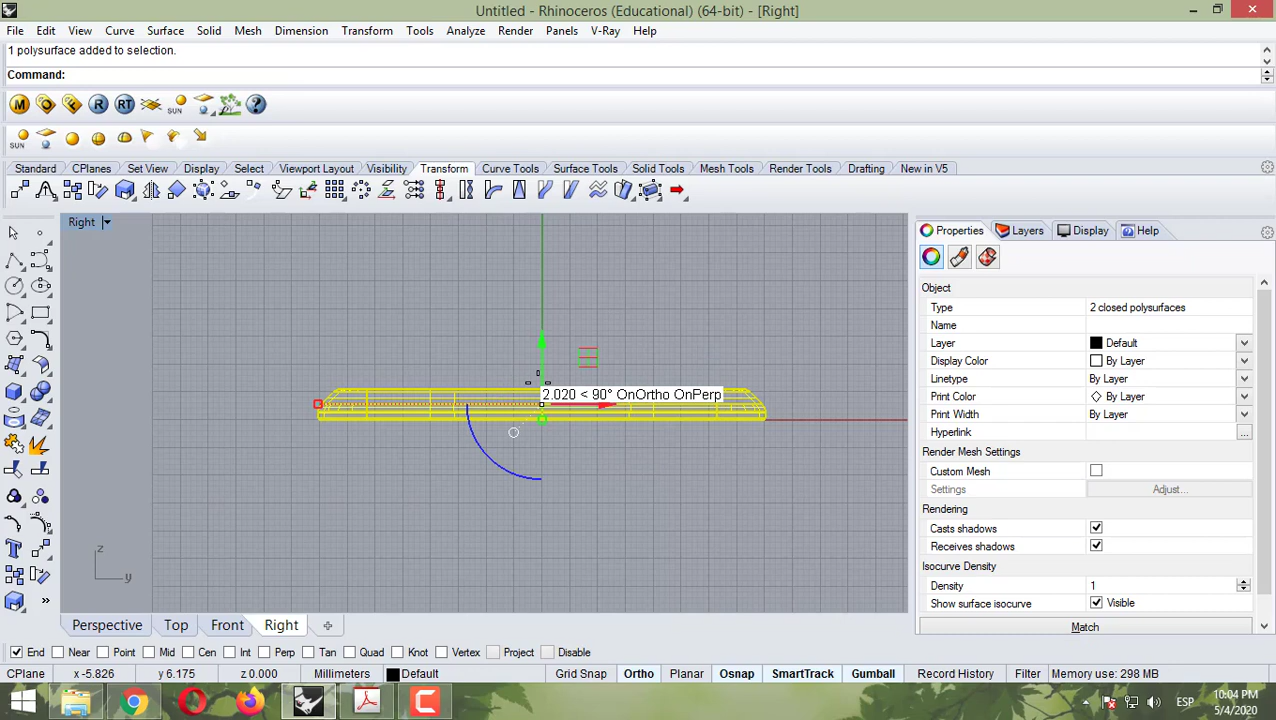 Untitled - Rhinoceros (Educational) (64-bit) - [Right]
File Edit View Curve Surface Solid Mesh Dimension Transform Tools Analyze Render Panels V-Ray Help
1 polysurface added to selection.
Command:
M O F R RT SUN ?
SUN
Standard CPlanes Set View Display Select Viewport Layout Visibility Transform Curve Tools Surface Tools Solid Tools Mesh Tools Render Tools Drafting New in V5
Right
Properties Layers Display Help
Object
Type 2 closed polysurfaces
Name
Layer Default
Display Color By Layer
Linetype By Layer
Print Color By Layer
Print Width By Layer
Hyperlink ...
Render Mesh Settings
Custom Mesh
Settings Adjust...
Rendering
Casts shadows
Receives shadows
Isocurve Density
Density 1
Show surface isocurve Visible
Match
2.020 < 90° OnOrtho OnPerp
z
y
Perspective Top Front Right
End Near Point Mid Cen Int Perp Tan Quad Knot Vertex Project Disable
CPlane x -5.826 y 6.175 z 0.000 Millimeters Default Grid Snap Ortho Planar Osnap SmartTrack Gumball Record History Filter Memory use: 298 MB
ESP 10:04 PM
5/4/2020